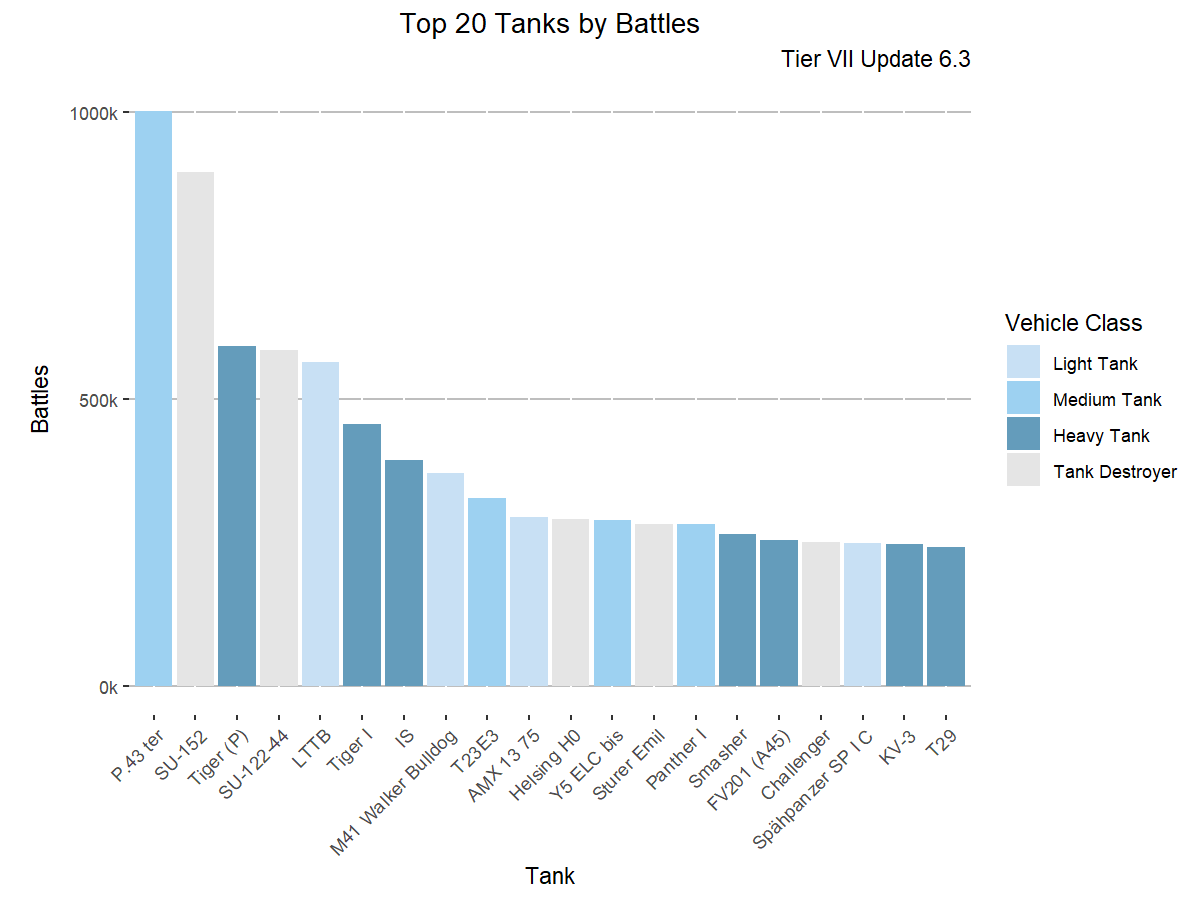 Top 20 Tanks by Battles
Tier VII Update 6.3
1000k
500k
0k
Battles
P.43 ter
SU-152
Tiger (P)
SU-122-44
LTTB
Tiger I
IS
M41 Walker Bulldog
T23E3
AMX 13 75
Helsing H0
Y5 ELC bis
Sturer Emil
Panther I
Smasher
FV201 (A45)
Challenger
Spähpanzer SP I C
KV-3
T29
Tank
Vehicle Class
Light Tank
Medium Tank
Heavy Tank
Tank Destroyer